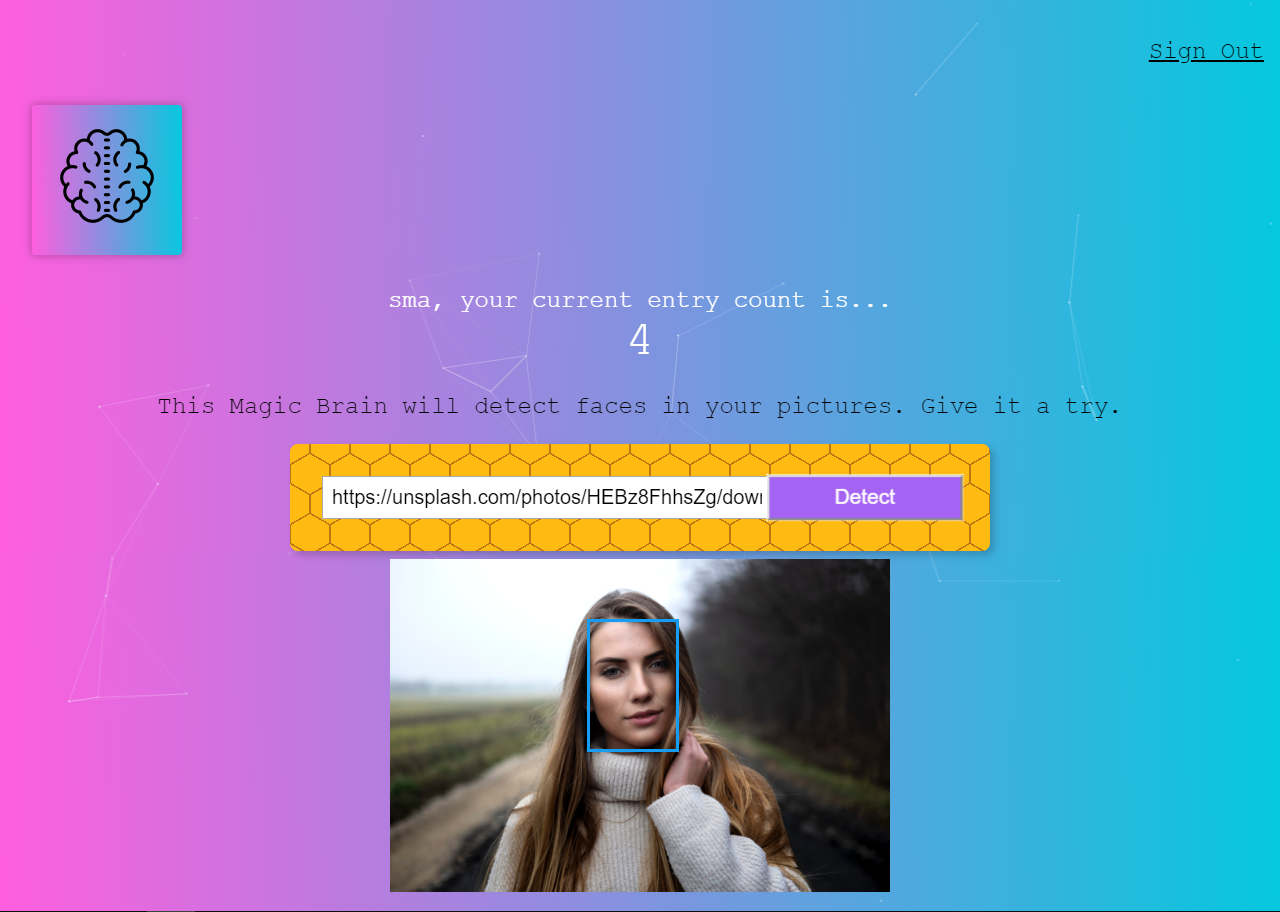 Sign Out
sma, your current entry count is...
4
This Magic Brain will detect faces in your pictures. Give it a try.
https://unsplash.com/photos/HEBz8FhhsZg/dow
Detect